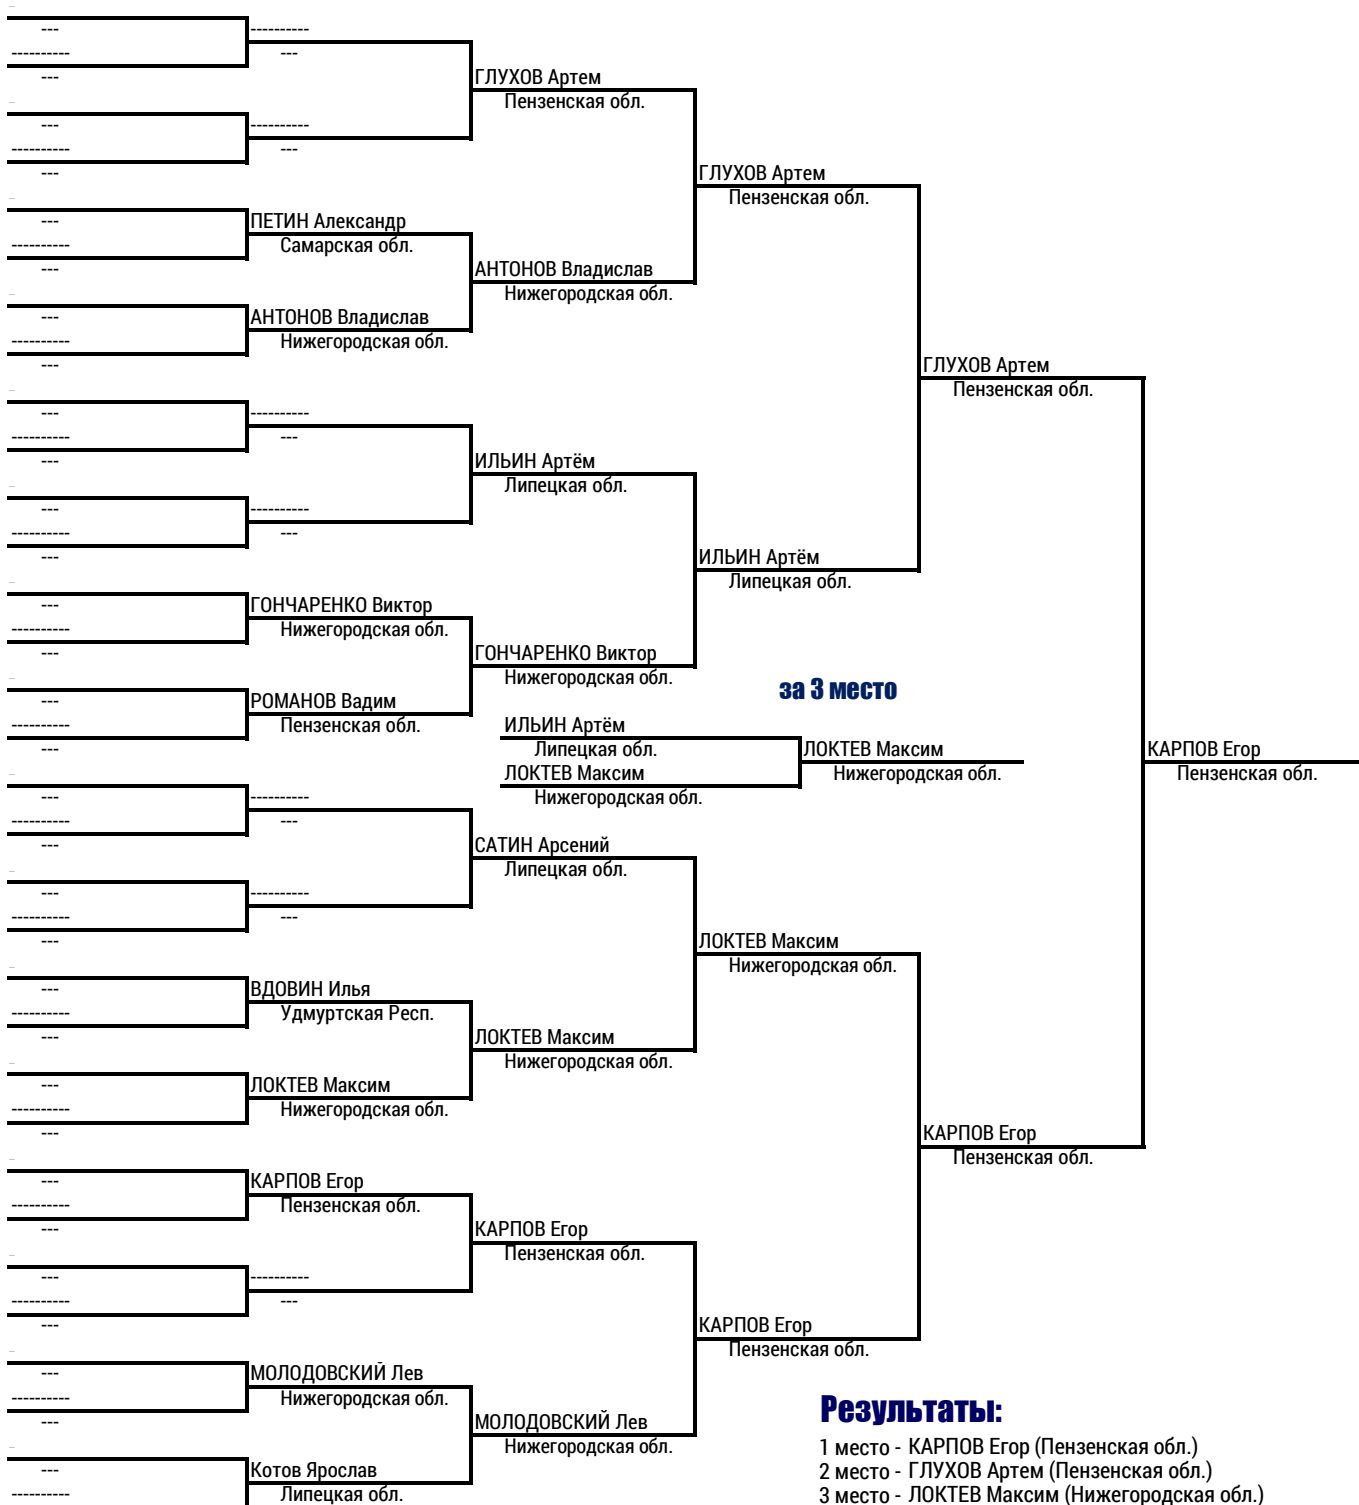 ---
----------
----------
---
---
ГЛУХОВ Артем
Пензенская обл.
---
----------
----------
---
---
ГЛУХОВ Артем
Пензенская обл.
---
ПЕТИН Александр
----------
Самарская обл.
---
АНТОНОВ Владислав
Нижегородская обл.
---
АНТОНОВ Владислав
----------
Нижегородская обл.
---
ГЛУХОВ Артем
Пензенская обл.
---
----------
----------
---
---
ИЛЬИН Артём
Липецкая обл.
---
----------
----------
---
---
ИЛЬИН Артём
Липецкая обл.
---
ГОНЧАРЕНКО Виктор
----------
Нижегородская обл.
---
ГОНЧАРЕНКО Виктор
Нижегородская обл.
за 3 место
---
РОМАНОВ Вадим
----------
Пензенская обл.
ИЛЬИН Артём
---
Липецкая обл.
ЛОКТЕВ Максим
КАРПОВ Егор
ЛОКТЕВ Максим
Нижегородская обл.
Пензенская обл.
Нижегородская обл.
---
----------
----------
---
---
САТИН Арсений
Липецкая обл.
---
----------
----------
---
---
ЛОКТЕВ Максим
Нижегородская обл.
---
ВДОВИН Илья
----------
Удмуртская Респ.
---
ЛОКТЕВ Максим
Нижегородская обл.
---
ЛОКТЕВ Максим
----------
Нижегородская обл.
---
КАРПОВ Егор
Пензенская обл.
---
КАРПОВ Егор
----------
Пензенская обл.
---
КАРПОВ Егор
Пензенская обл.
---
----------
----------
---
---
КАРПОВ Егор
Пензенская обл.
---
МОЛОДОВСКИЙ Лев
----------
Нижегородская обл.
---
МОЛОДОВСКИЙ Лев
Нижегородская обл.
---
Котов Ярослав
----------
Липецкая обл.
Результаты:
1 место - КАРПОВ Егор (Пензенская обл.)
2 место - ГЛУХОВ Артем (Пензенская обл.)
3 место - ЛОКТЕВ Максим (Нижегородская обл.)